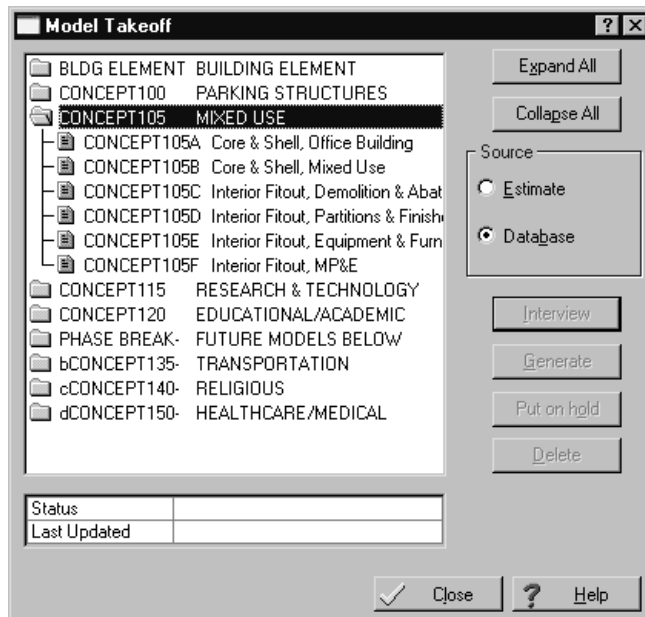 Model Takeoff
BLDG ELEMENT BUILDING ELEMENT
CONCEPT100 PARKING STRUCTURES
CONCEPT105 MIXED USE
CONCEPT105A Core & Shell, Office Building
CONCEPT105B Core & Shell, Mixed Use
CONCEPT105C Interior Fitout, Demolition & Abat
CONCEPT105D Interior Fitout, Partitions & Finish
CONCEPT105E Interior Fitout, Equipment & Furn
CONCEPT105F Interior Fitout, MP&E
CONCEPT115 RESEARCH & TECHNOLOGY
CONCEPT120 EDUCATIONAL/ACADEMIC
PHASE BREAK- FUTURE MODELS BELOW
bCONCEPT135- TRANSPORTATION
cCONCEPT140- RELIGIOUS
dCONCEPT150- HEALTHCARE/MEDICAL
Status
Last Updated
Expand All
Collapse All
Source
Estimate
Database
Interview
Generate
Put on hold
Delete
Close
? Help